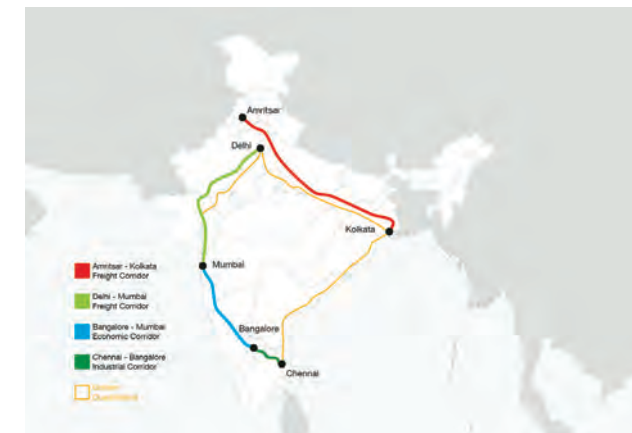 Amritsar
Delhi
Kolkata
Mumbai
Bangalore
Chennai
Amritsar - Kolkata
Freight Corridor
Delhi - Mumbai
Freight Corridor
Bangalore - Mumbai
Economic Corridor
Chennai - Bangalore
Industrial Corridor
Golden
Quadrilateral